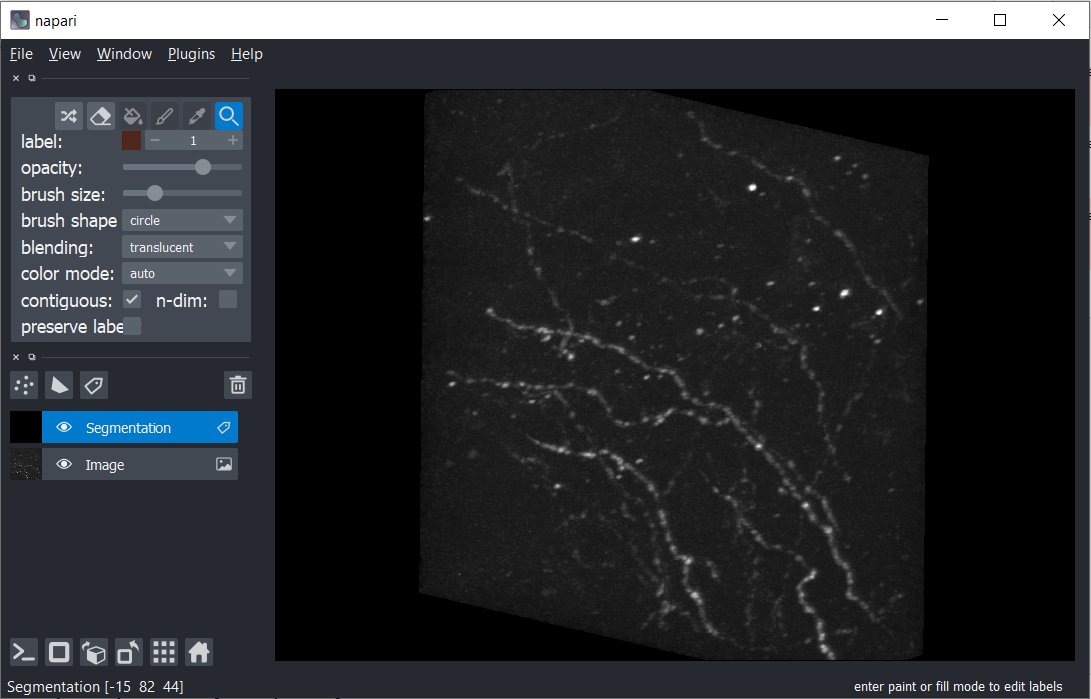 napari
File View Window Plugins Help
label: 1
opacity:
brush size:
brush shape circle
blending: translucent
color mode: auto
contiguous: n-dim:
preserve labe
Segmentation
Image
Segmentation [-15 82 44]
enter paint or fill mode to edit labels